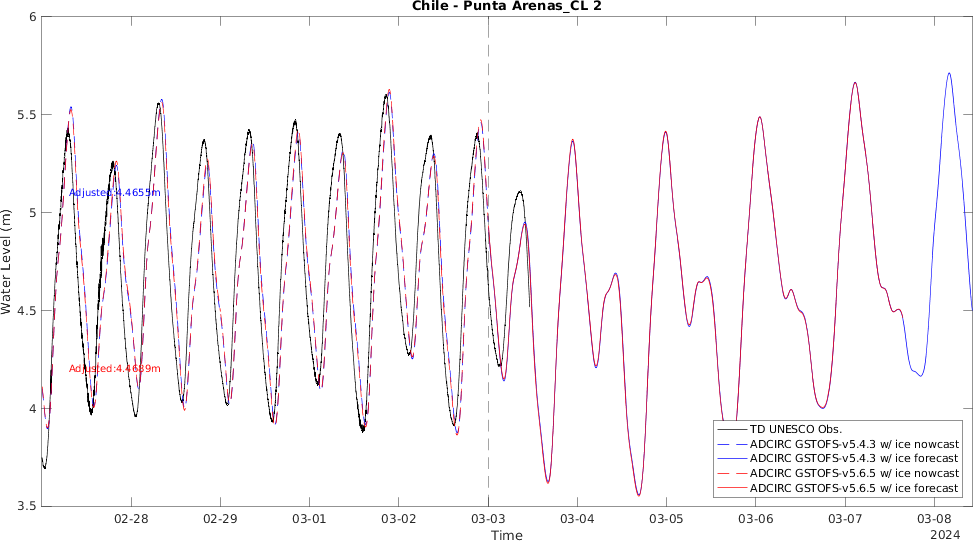 Chile - Punta Arenas_CL 2
6
5.5
5
4.5
4
3.5
Water Level (m)
Adjusted:4.4655m
Adjusted:4.4689m
TD UNESCO Obs.
ADCIRC GSTOFS-v5.4.3 w/ ice nowcast
ADCIRC GSTOFS-v5.4.3 w/ ice forecast
ADCIRC GSTOFS-v5.6.5 w/ ice nowcast
ADCIRC GSTOFS-v5.6.5 w/ ice forecast
02-28 02-29 03-01 03-02 03-03 03-04 03-05 03-06 03-07 03-08
Time
2024